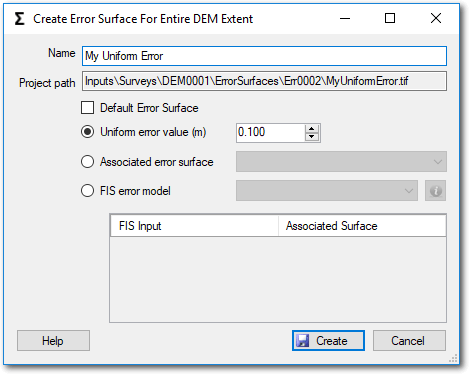 Σ Create Error Surface For Entire DEM Extent
Name My Uniform Error
Project path Inputs\Surveys\DEM0001\ErrorSurfaces\Err0002\MyUniformError.tif
Default Error Surface
Uniform error value (m) 0.100
Associated error surface
FIS error model i
FIS Input Associated Surface
Help Create Cancel